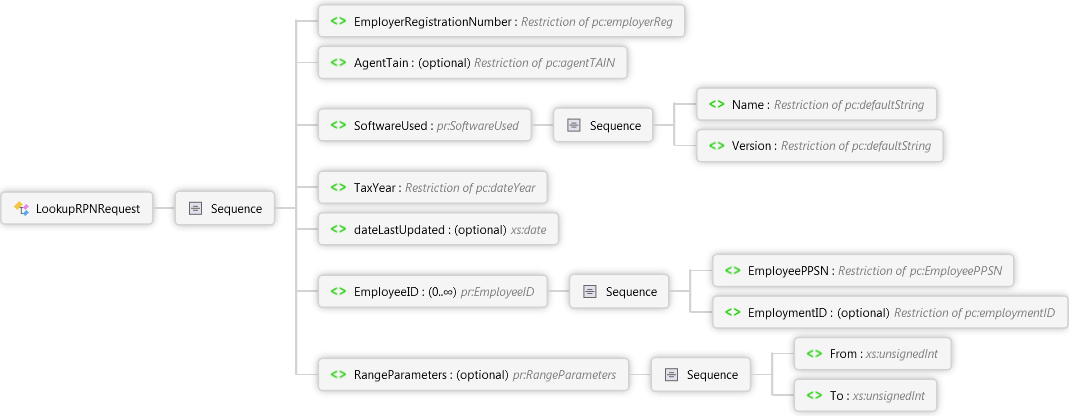 EmployerRegistrationNumber : Restriction of pc:employerReg
AgentTain : (optional) Restriction of pc:agentTAIN
SoftwareUsed : pr:SoftwareUsed
Sequence
Name : Restriction of pc:defaultString
Version : Restriction of pc:defaultString
TaxYear : Restriction of pc:dateYear
LookupRPNRequest
Sequence
dateLastUpdated : (optional) xs:date
EmployeeID : (0..∞) pr:EmployeeID
Sequence
EmployeePPSN : Restriction of pc:EmployeePPSN
EmploymentID : (optional) Restriction of pc:employmentID
RangeParameters : (optional) pr:RangeParameters
Sequence
From : xs:unsignedInt
To : xs:unsignedInt